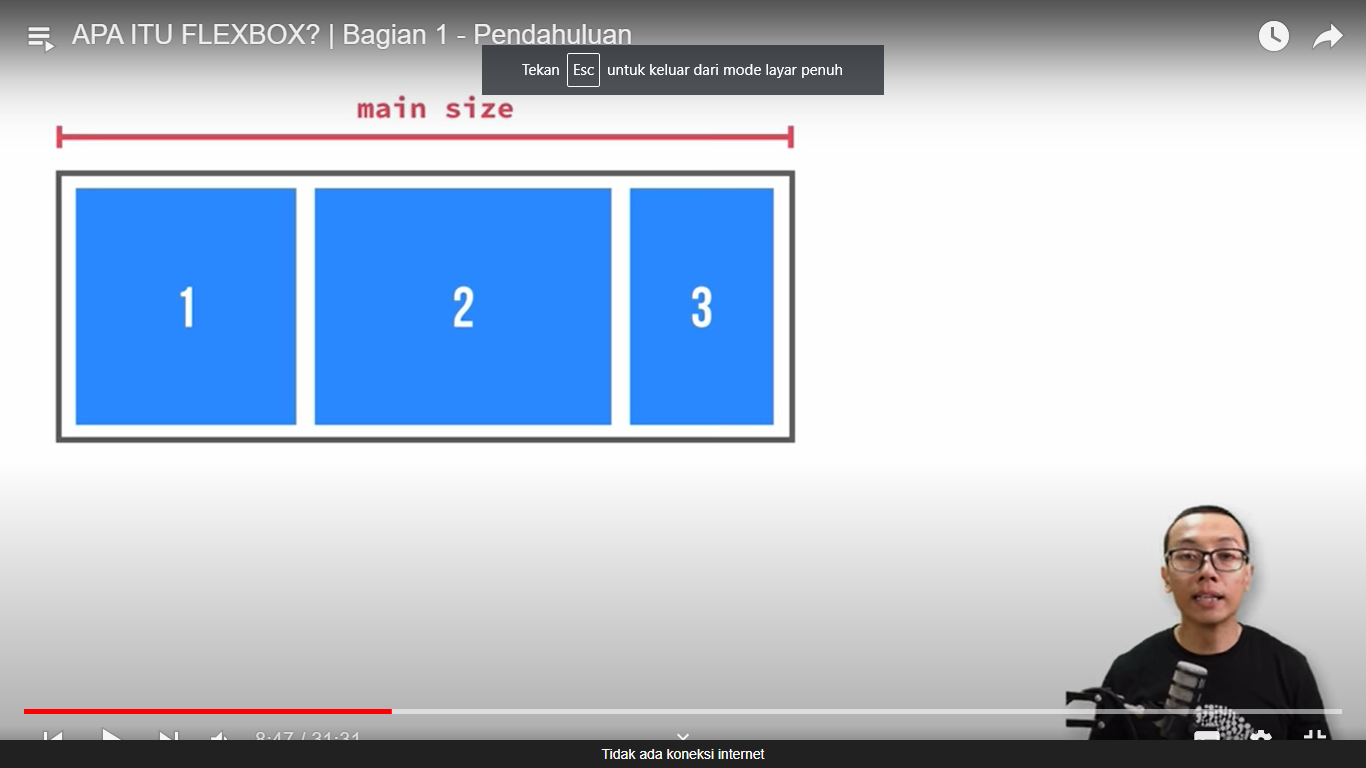 APA ITU FLEXBOX? | Bagian 1 - Pendahuluan
Tekan Esc untuk keluar dari mode layar penuh
main size
1 2 3
8:47 / 31:31
Tidak ada koneksi internet